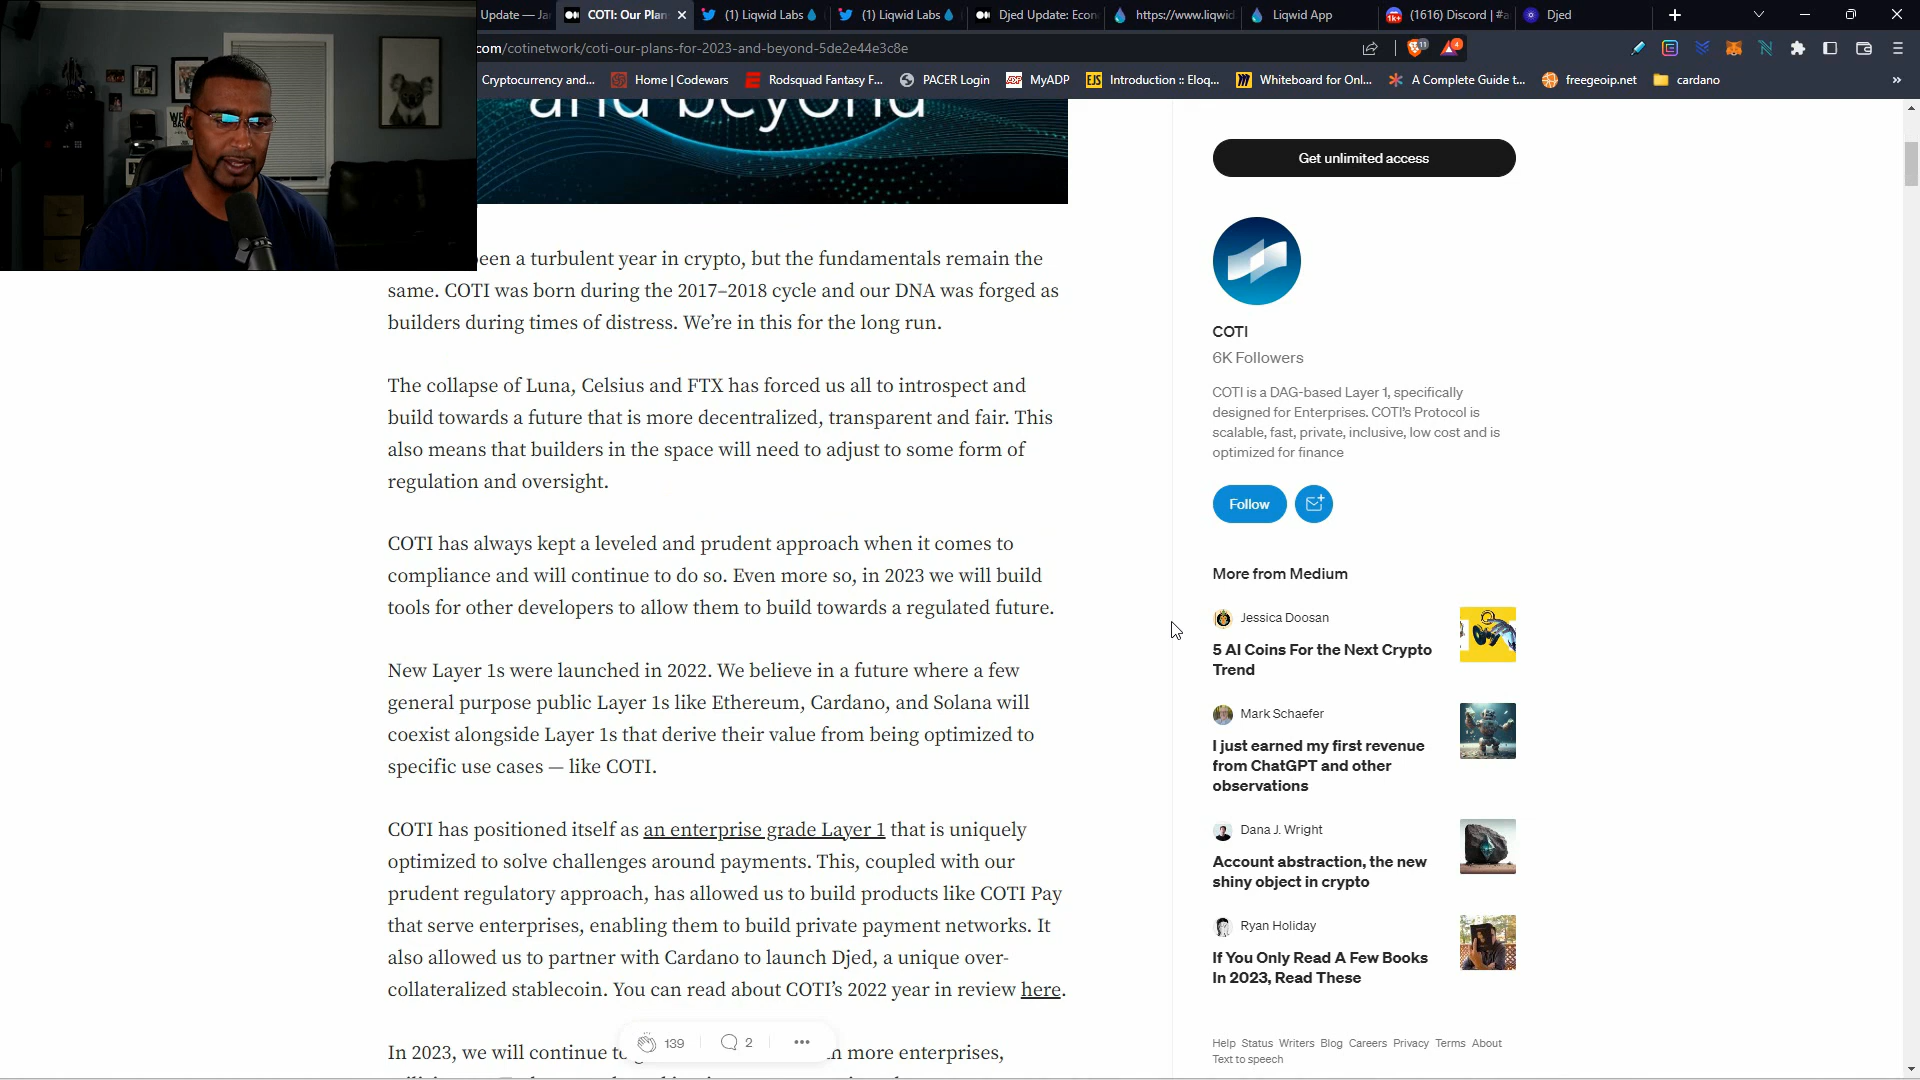 Update — Ja
COTI: Our Plan
(1) Liqwid Labs
(1) Liqwid Labs
Djed Update: Econ
https://www.liqwid
Liqwid App
(1616) Discord | #a
Djed
com/cotinetwork/coti-our-plans-for-2023-and-beyond-5de2e44e3c8e
11
4
Cryptocurrency and...
Home | Codewars
Rodsquad Fantasy F...
PACER Login
MyADP
Introduction :: Eloq...
Whiteboard for Onl...
A Complete Guide t...
freegeoip.net
cardano
and beyond
een a turbulent year in crypto, but the fundamentals remain the
same. COTI was born during the 2017–2018 cycle and our DNA was forged as
builders during times of distress. We’re in this for the long run.
The collapse of Luna, Celsius and FTX has forced us all to introspect and
build towards a future that is more decentralized, transparent and fair. This
also means that builders in the space will need to adjust to some form of
regulation and oversight.
COTI has always kept a leveled and prudent approach when it comes to
compliance and will continue to do so. Even more so, in 2023 we will build
tools for other developers to allow them to build towards a regulated future.
New Layer 1s were launched in 2022. We believe in a future where a few
general purpose public Layer 1s like Ethereum, Cardano, and Solana will
coexist alongside Layer 1s that derive their value from being optimized to
specific use cases — like COTI.
COTI has positioned itself as an enterprise grade Layer 1 that is uniquely
optimized to solve challenges around payments. This, coupled with our
prudent regulatory approach, has allowed us to build products like COTI Pay
that serve enterprises, enabling them to build private payment networks. It
also allowed us to partner with Cardano to launch Djed, a unique over-
collateralized stablecoin. You can read about COTI’s 2022 year in review here.
In 2023, we will continue to more enterprises,
139
2
Get unlimited access
COTI
6K Followers
COTI is a DAG-based Layer 1, specifically
designed for Enterprises. COTI’s Protocol is
scalable, fast, private, inclusive, low cost and is
optimized for finance
Follow
More from Medium
Jessica Doosan
5 AI Coins For the Next Crypto
Trend
Mark Schaefer
I just earned my first revenue
from ChatGPT and other
observations
Dana J. Wright
Account abstraction, the new
shiny object in crypto
Ryan Holiday
If You Only Read A Few Books
In 2023, Read These
Help Status Writers Blog Careers Privacy Terms About
Text to speech